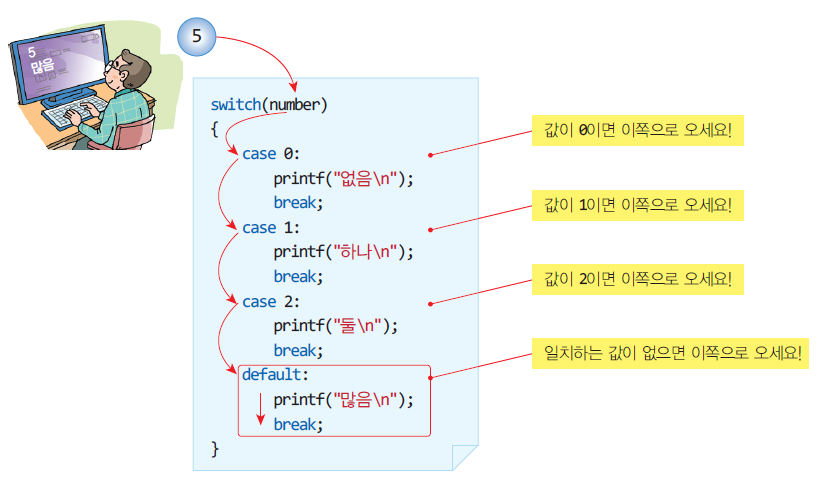 5
많음
5
switch(number)
{
case 0:
printf("없음\n");
break;
case 1:
printf("하나\n");
break;
case 2:
printf("둘\n");
break;
default:
printf("많음\n");
break;
}
값이 0이면 이쪽으로 오세요!
값이 1이면 이쪽으로 오세요!
값이 2이면 이쪽으로 오세요!
일치하는 값이 없으면 이쪽으로 오세요!